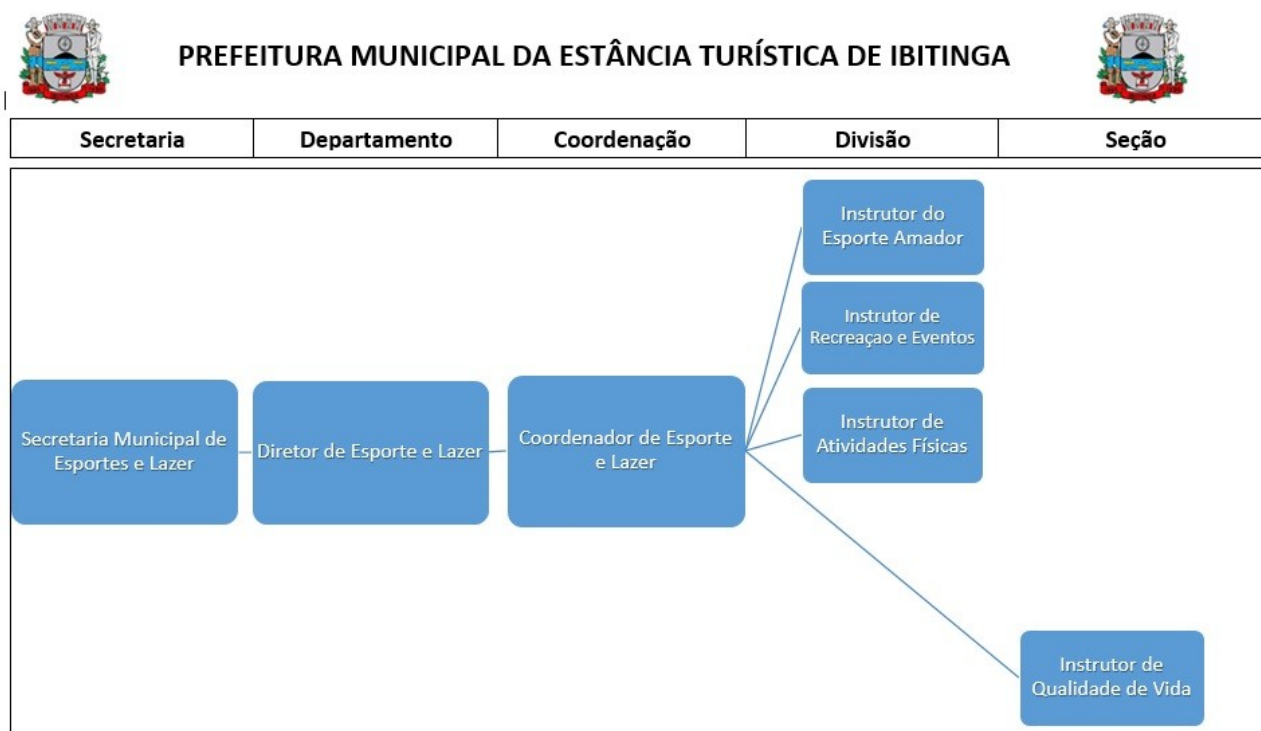 PREFEITURA MUNICIPAL DA ESTÂNCIA TURÍSTICA DE IBITINGA
Secretaria
Departamento
Coordenação
Divisão
Seção
Instrutor do
Esporte Amador
Instrutor de
Recreaçao e Eventos
Secretaria Municipal de
Esportes e Lazer
Diretor de Esporte e Lazer
Coordenador de Esporte
e Lazer
Instrutor de
Atividades Físicas
Instrutor de
Qualidade de Vida